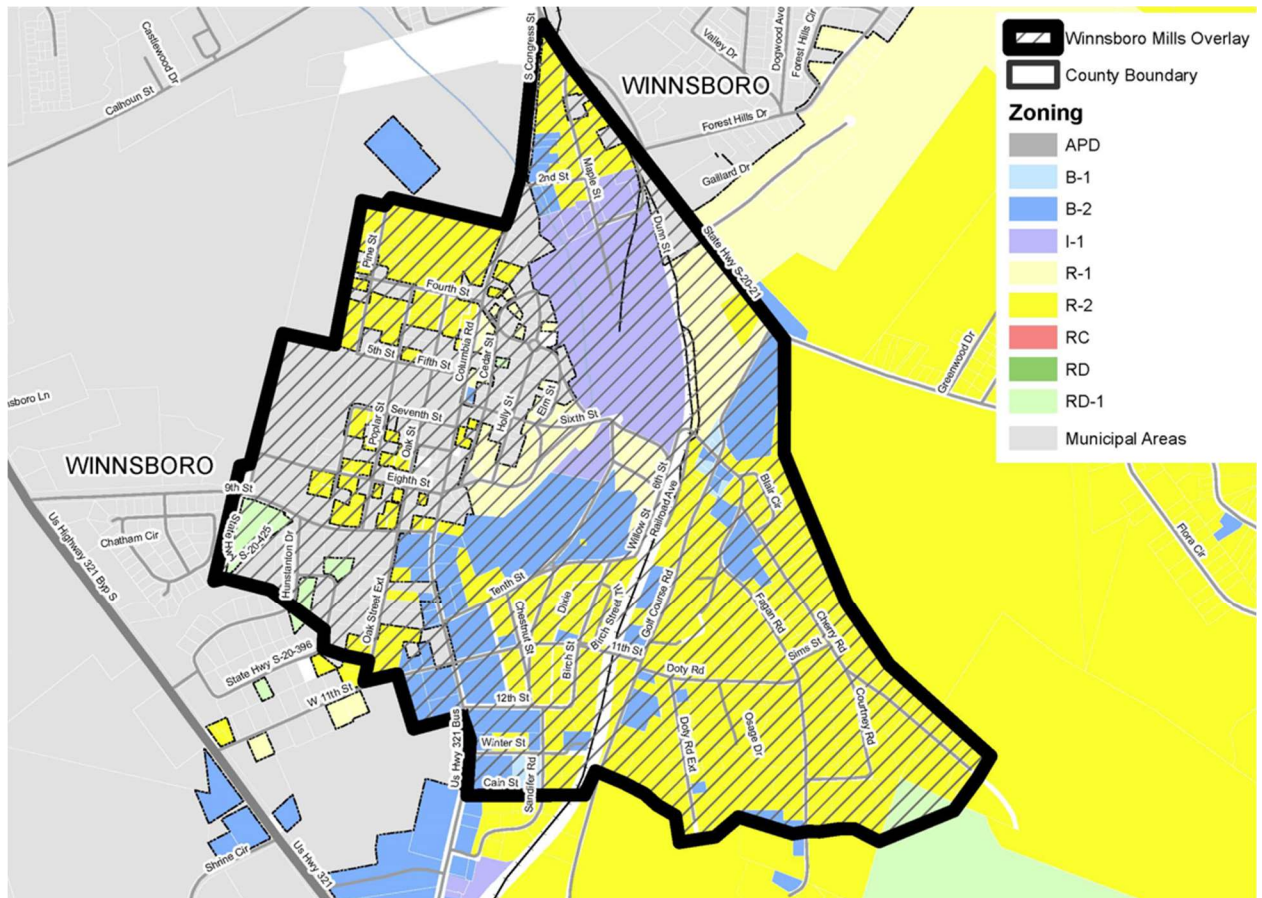 S Congress St
Castlewood Dr
Calhoun St
Valley Dr
Dogwood Ave
Forest Hills Cir
WINNSBORO
Forest Hills Dr
Gaillard Dr
2nd St
Maple St
Dunn St
State Hwy S-20-21
Pine St
Fourth St
Columbia Rd
Cedar St
5th St
Fifth St
Greenwood Dr
Seventh St
Poplar St
Oak St
Holly St
Elm St
Sixth St
WINNSBORO
Eighth St
9th St
6th St
Blair Cir
Chatham Cir
State Hwy
S-20-425
Willow St
Railroad Ave
Flora Cir
Us Highway 321 Byp S
Hunstanton Dr
Oak Street Ext
Tenth St
Chestnut St
Dixie
Birch Street Trl
Golf Course Rd
Fagan Rd
Cherry Rd
Sims St
State Hwy S-20-396
Birch St
11th St
Doty Rd
W 11th St
12th St
Us Hwy 321 Bus
Winter St
Cain St
Sandifer Rd
Doty Rd Ext
Osage Dr
Courtney Rd
Shrine Cir
Us Hwy 321
Winnsboro Mills Overlay
County Boundary
Zoning
APD
B-1
B-2
I-1
R-1
R-2
RC
RD
RD-1
Municipal Areas